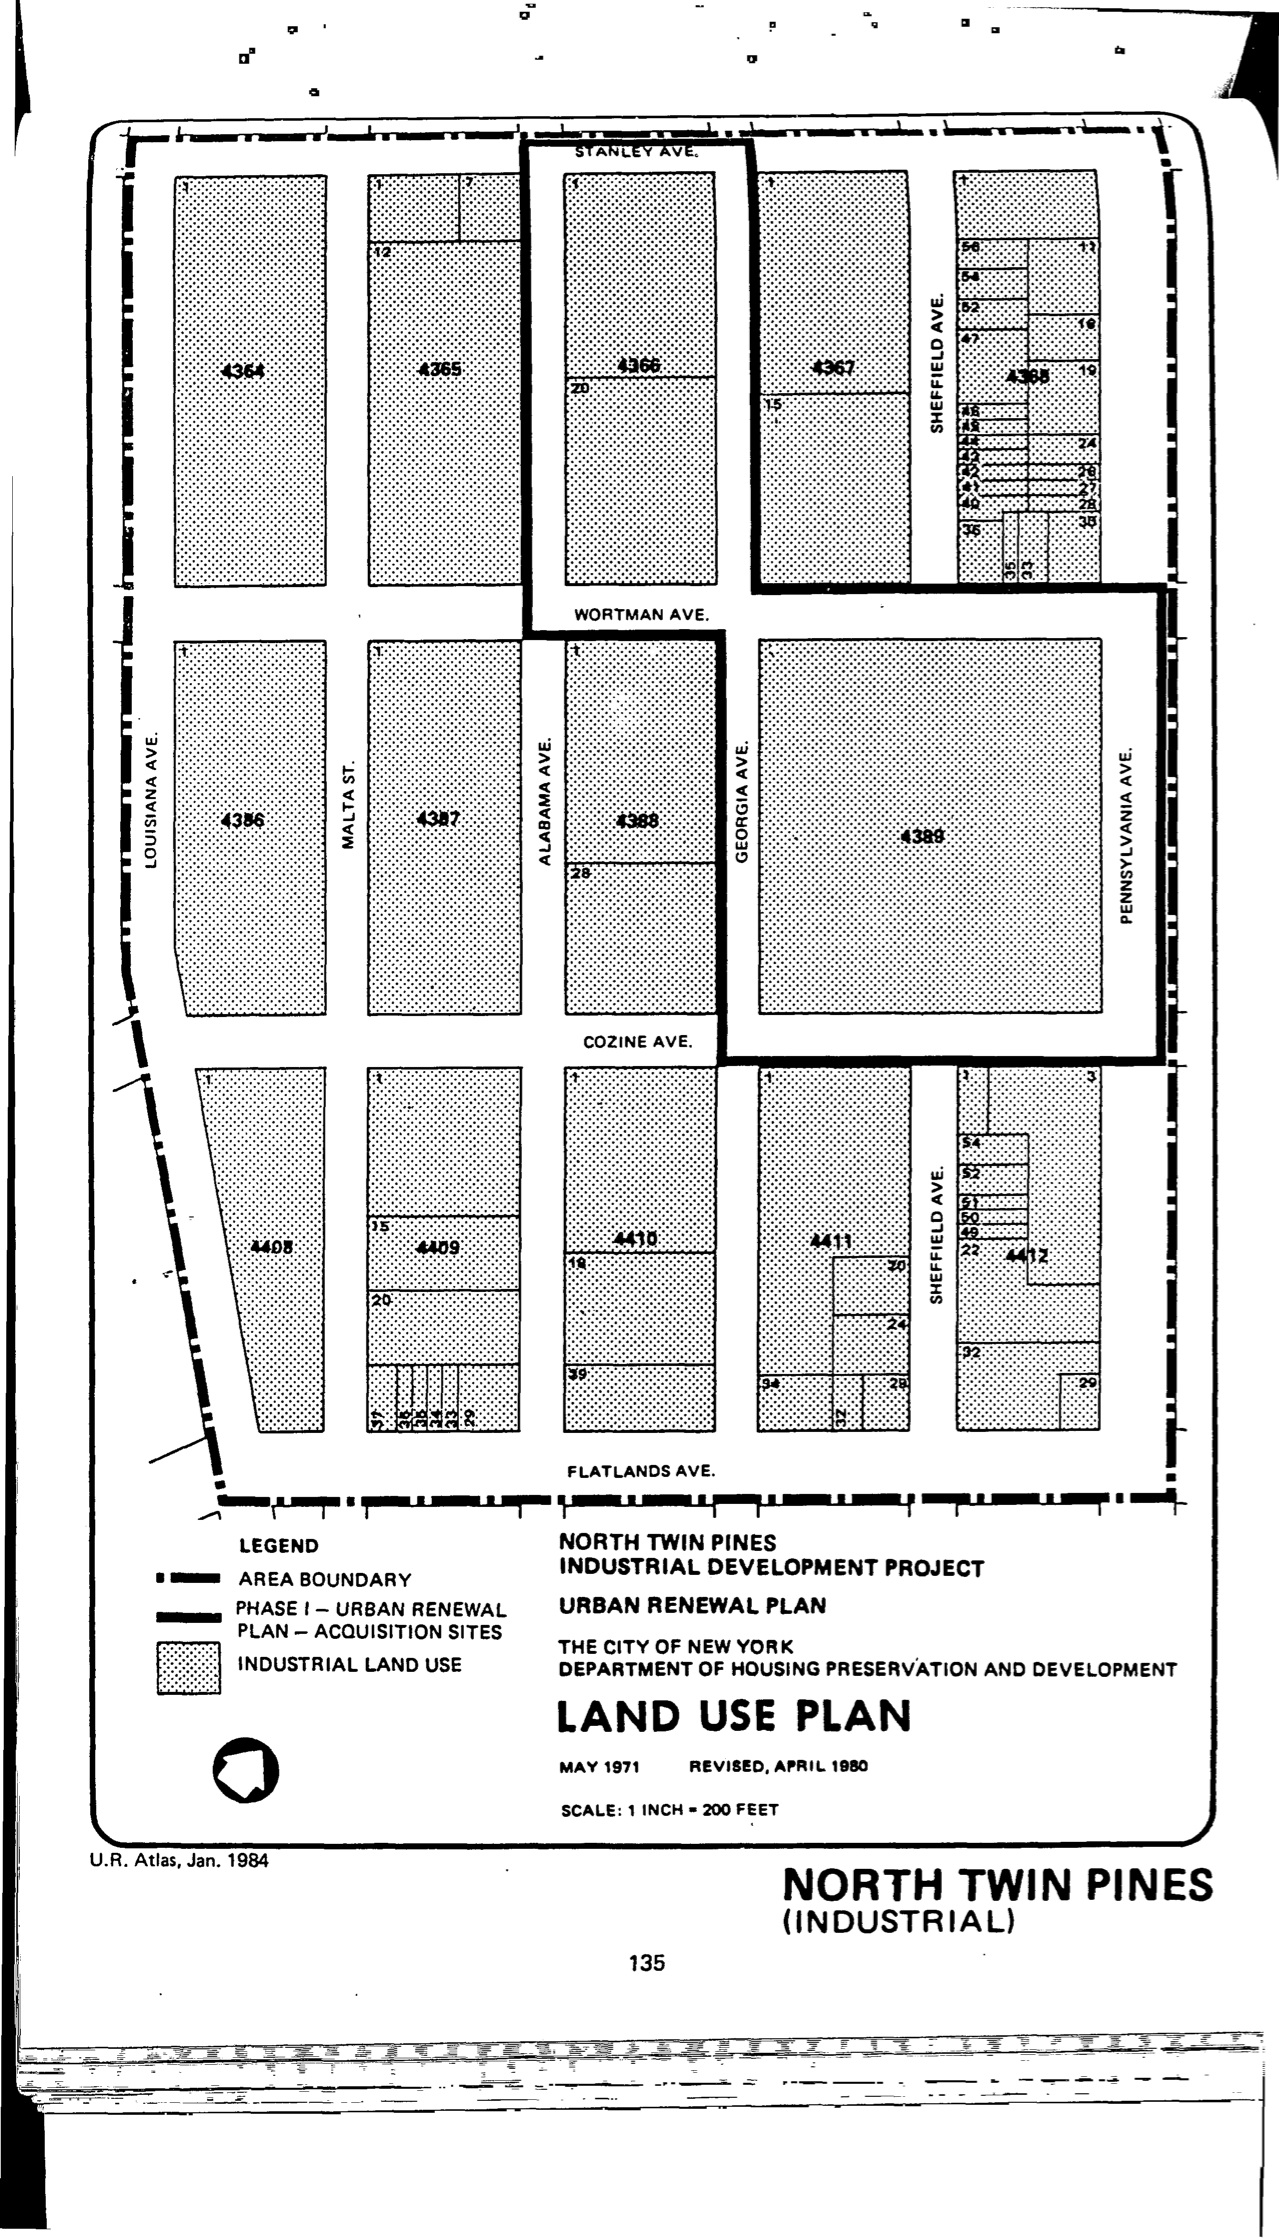 STANLEY AVE.
1
1
7
1
1
1
12
56
11
54
52
18
47
4364
4365
4366
4367
4368
19
20
15
SHEFFIELD AVE.
46
45
44
24
43
42
26
41
27
40
28
36
30
35
33
WORTMAN AVE.
1
1
1
LOUISIANA AVE.
MALTA ST.
ALABAMA AVE.
GEORGIA AVE.
PENNSYLVANIA AVE.
4386
4387
4388
4389
28
COZINE AVE.
1
1
1
1
1
3
54
52
51
50
49
22
SHEFFIELD AVE.
15
4408
4409
4410
4411
4412
18
20
20
24
32
39
34
28
29
37
36
35
34
33
29
32
FLATLANDS AVE.
LEGEND
AREA BOUNDARY
PHASE I – URBAN RENEWAL
PLAN – ACQUISITION SITES
INDUSTRIAL LAND USE
NORTH TWIN PINES
INDUSTRIAL DEVELOPMENT PROJECT
URBAN RENEWAL PLAN
THE CITY OF NEW YORK
DEPARTMENT OF HOUSING PRESERVATION AND DEVELOPMENT
LAND USE PLAN
MAY 1971 REVISED, APRIL 1980
SCALE: 1 INCH = 200 FEET
U.R. Atlas, Jan. 1984
NORTH TWIN PINES
(INDUSTRIAL)
135